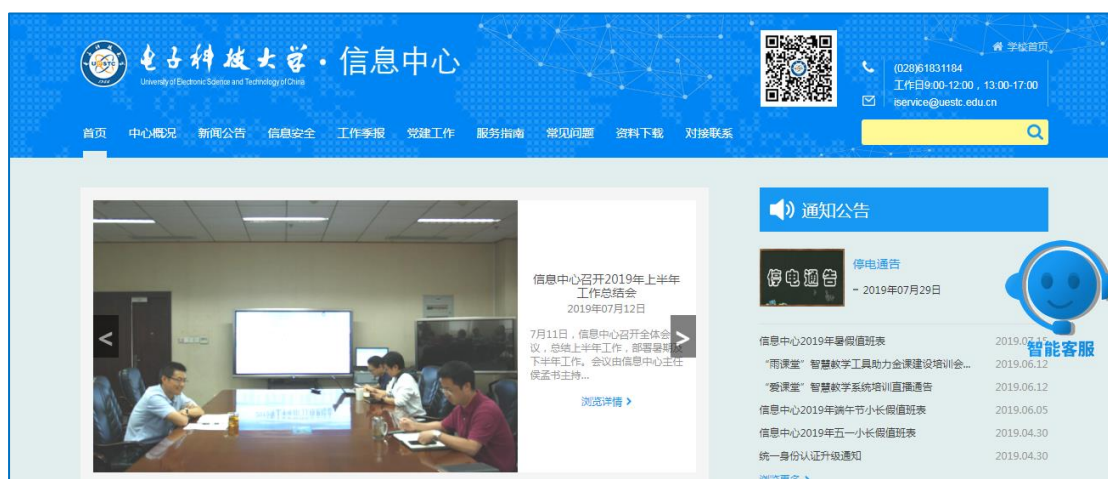 电子科技大学·信息中心
University of Electronic Science and Technology of China
学校首页
(028)61831184
工作日9:00-12:00，13:00-17:00
iservice@uestc.edu.cn
首页 中心概况 新闻公告 信息安全 工作季报 党建工作 服务指南 常见问题 资料下载 对接联系
信息中心召开2019年上半年
工作总结会
2019年07月12日
7月11日，信息中心召开全体会
议，总结上半年工作，部署暑期及
下半年工作。会议由信息中心主任
侯孟书主持...
浏览详情 >
通知公告
停电通告
停电通告
- 2019年07月29日
信息中心2019年暑假值班表 2019.07.15
“雨课堂”智慧教学工具助力金课建设培训会... 2019.06.12
“爱课堂”智慧教学系统培训直播通告 2019.06.12
信息中心2019年端午节小长假值班表 2019.06.05
信息中心2019年五一小长假值班表 2019.04.30
统一身份认证升级通知 2019.04.30
智能客服